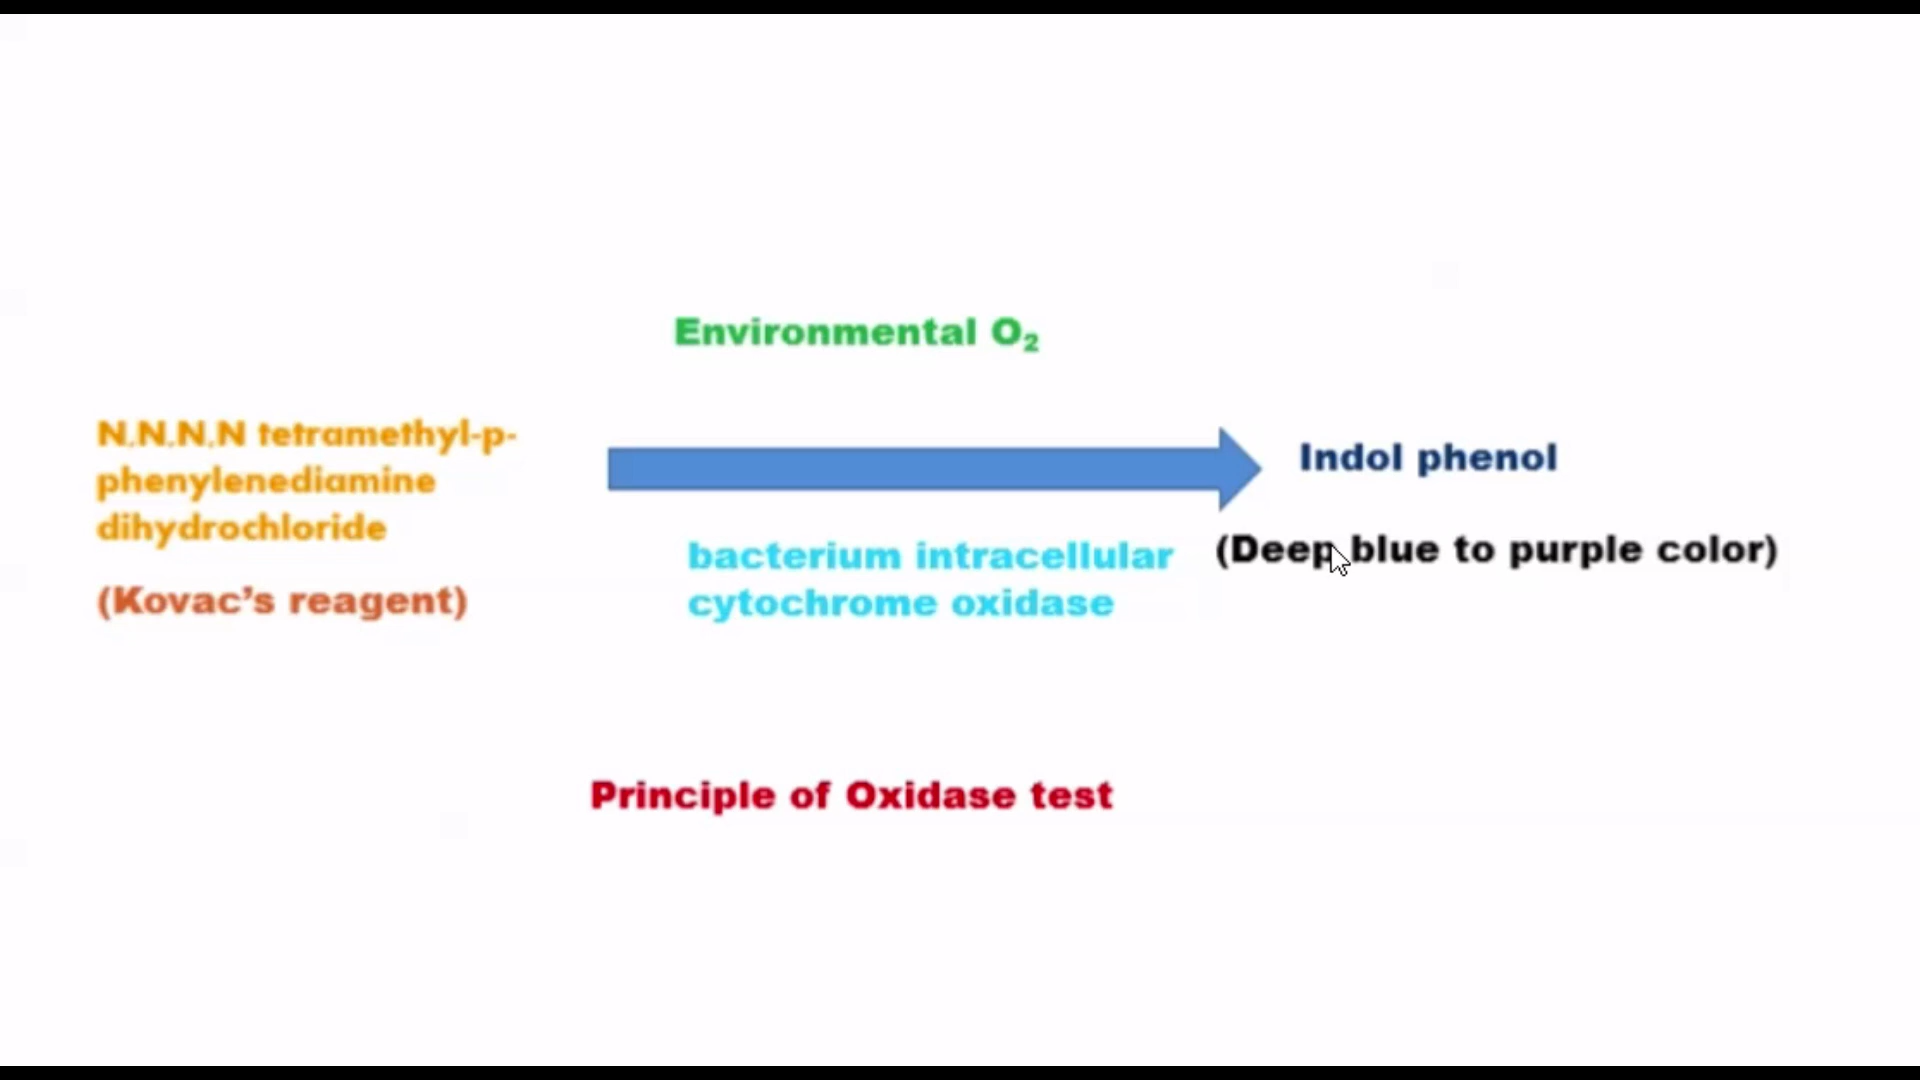 Environmental O₂
N,N,N,N tetramethyl-p-
phenylenediamine
dihydrochloride
(Kovac’s reagent)
bacterium intracellular
cytochrome oxidase
Indol phenol
(Deep blue to purple color)
Principle of Oxidase test